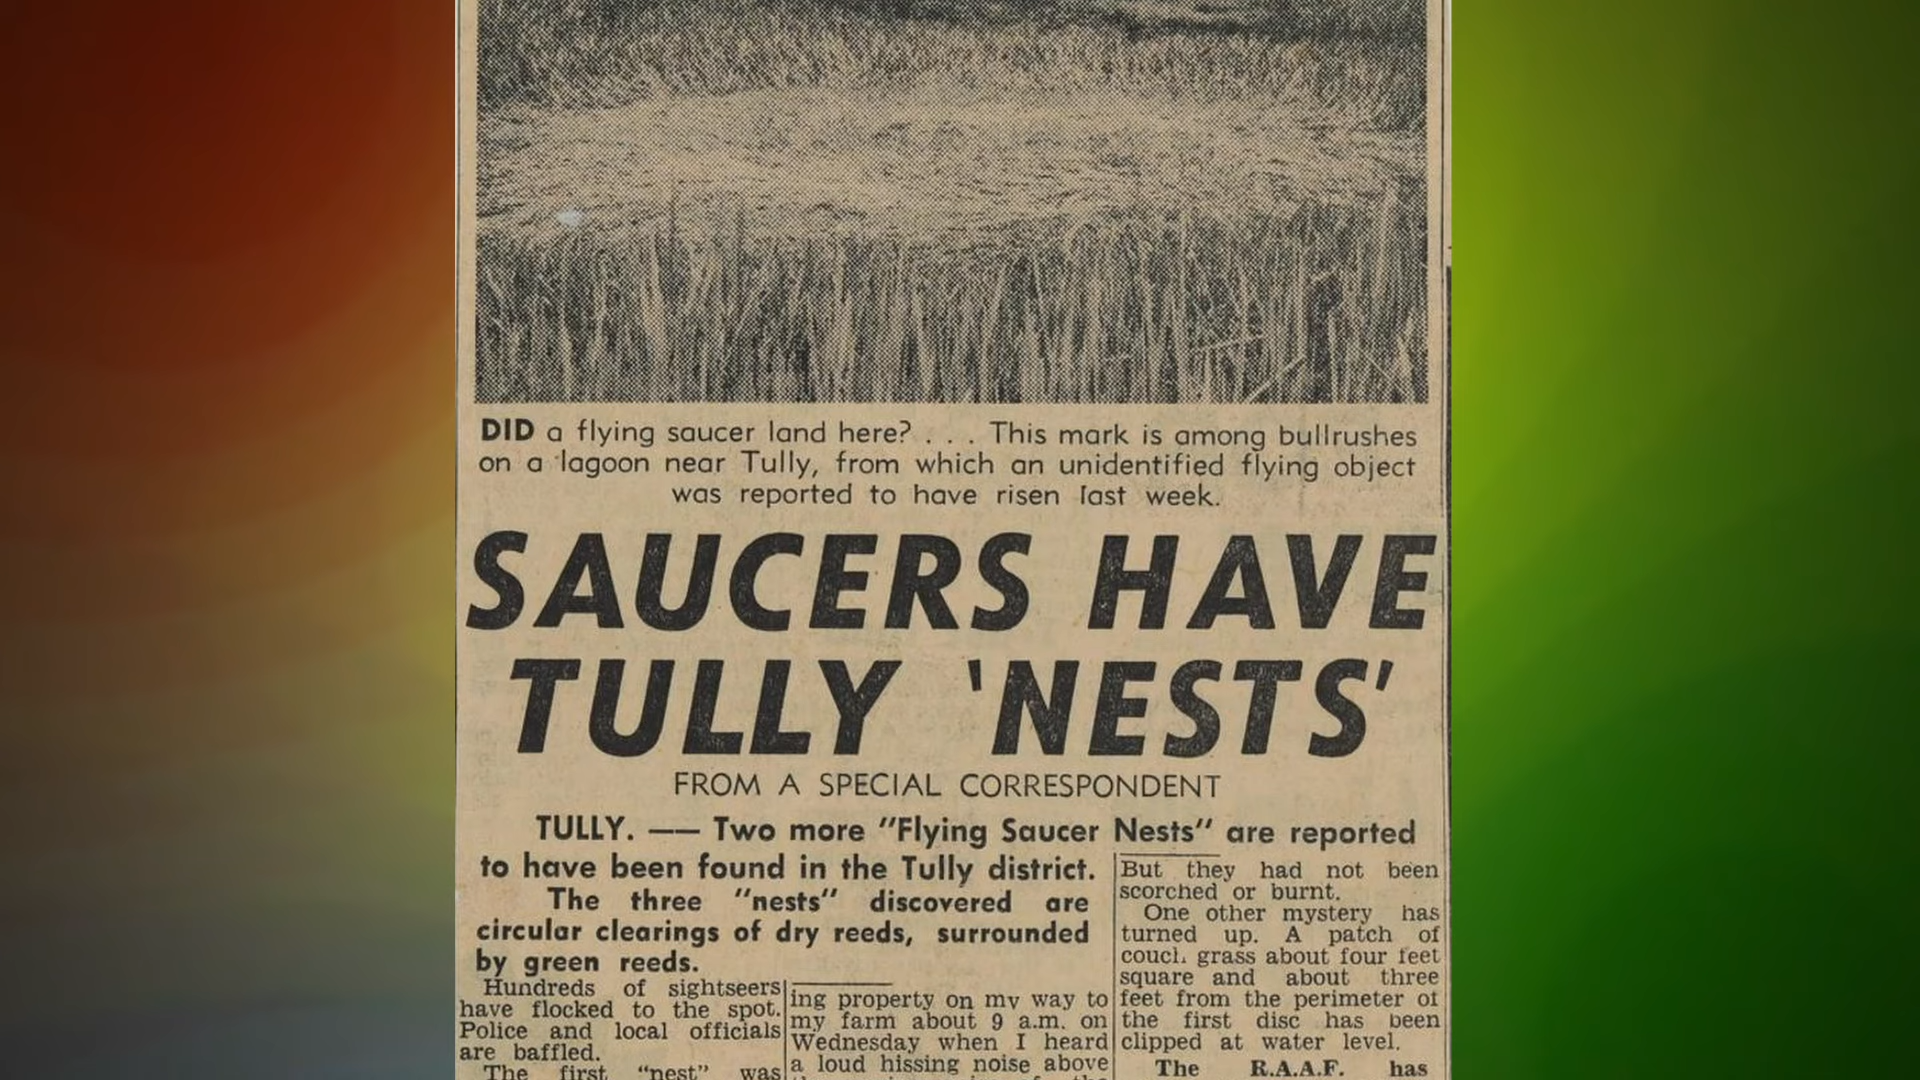 DID a flying saucer land here? . . . This mark is among bullrushes
on a lagoon near Tully, from which an unidentified flying object
was reported to have risen last week.
SAUCERS HAVE
TULLY 'NESTS'
FROM A SPECIAL CORRESPONDENT
TULLY. —— Two more "Flying Saucer Nests" are reported
to have been found in the Tully district.
The three "nests" discovered are
circular clearings of dry reeds, surrounded
by green reeds.
Hundreds of sightseers
have flocked to the spot.
Police and local officials
are baffled.
The first "nest" was
ing property on my way to
my farm about 9 a.m. on
Wednesday when I heard
a loud hissing noise above
But they had not been
scorched or burnt.
One other mystery has
turned up. A patch of
couch grass about four feet
square and about three
feet from the perimeter of
the first disc has been
clipped at water level.
The R.A.A.F. has